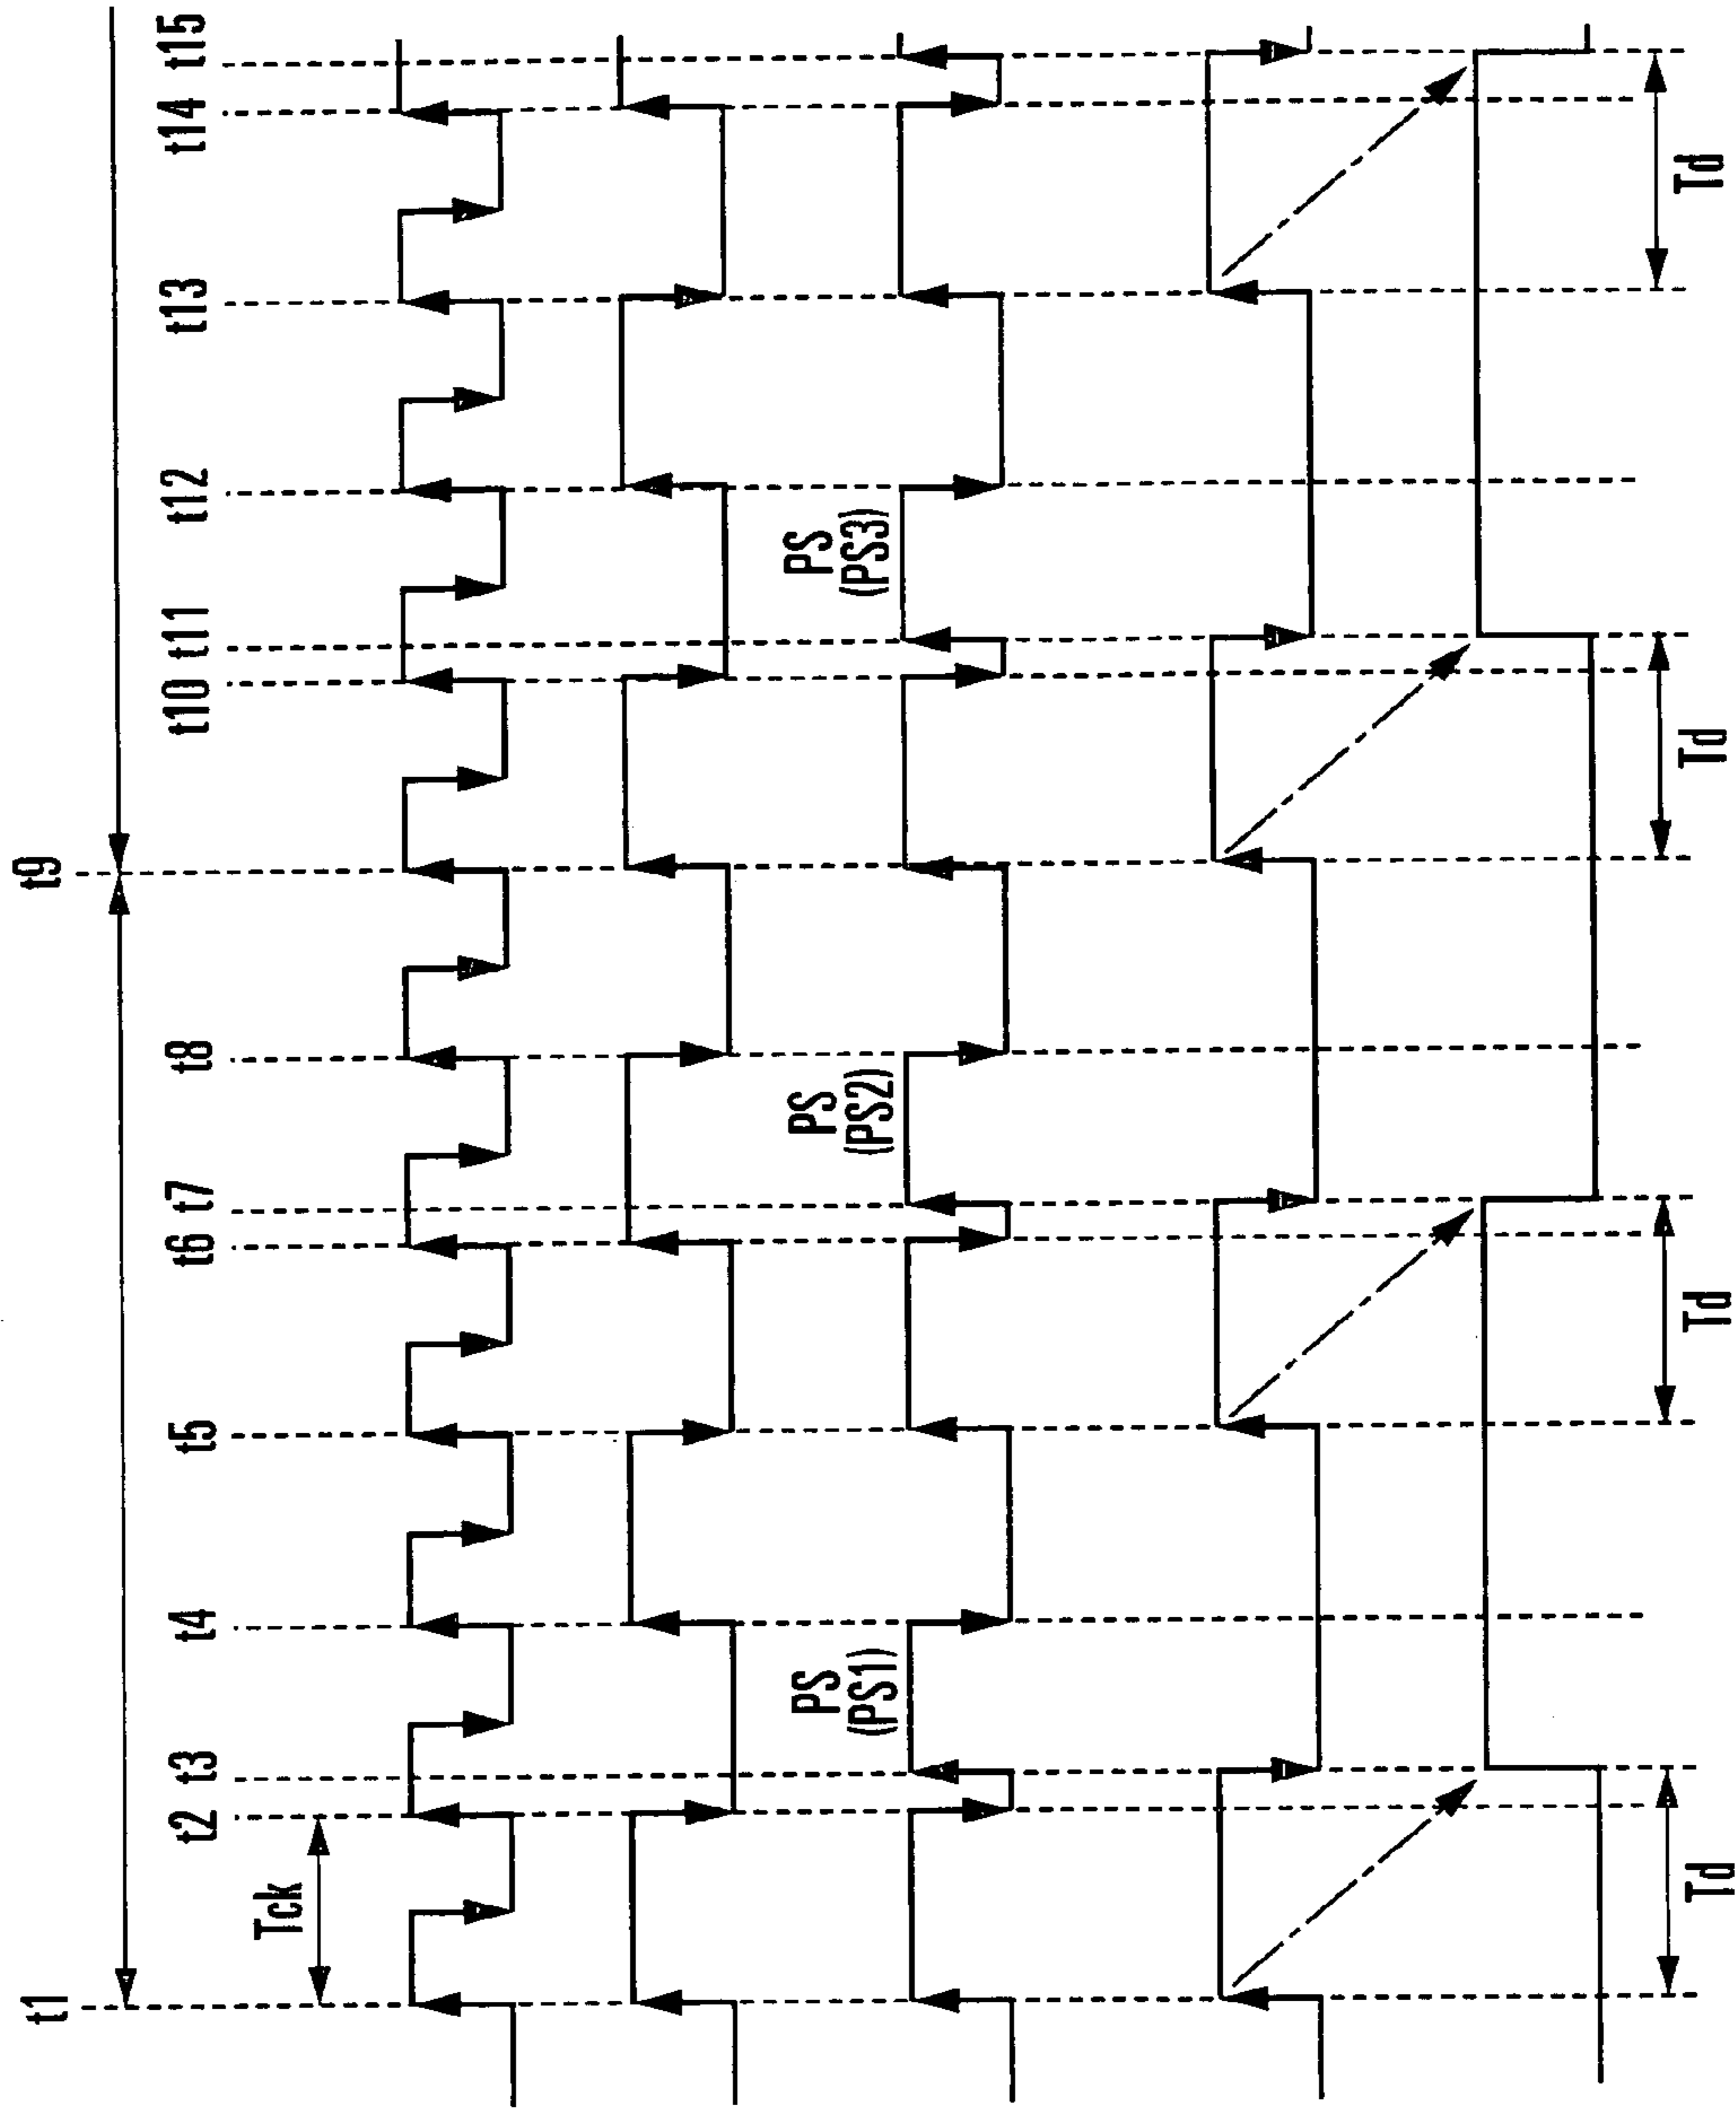 t1
t9
t2
t3
t4
t5
t6
t7
t8
t10
t11
t12
t13
t14
t15
Tck
PS
(PS1)
PS
(PS2)
PS
(PS3)
Td
Td
Td
Td